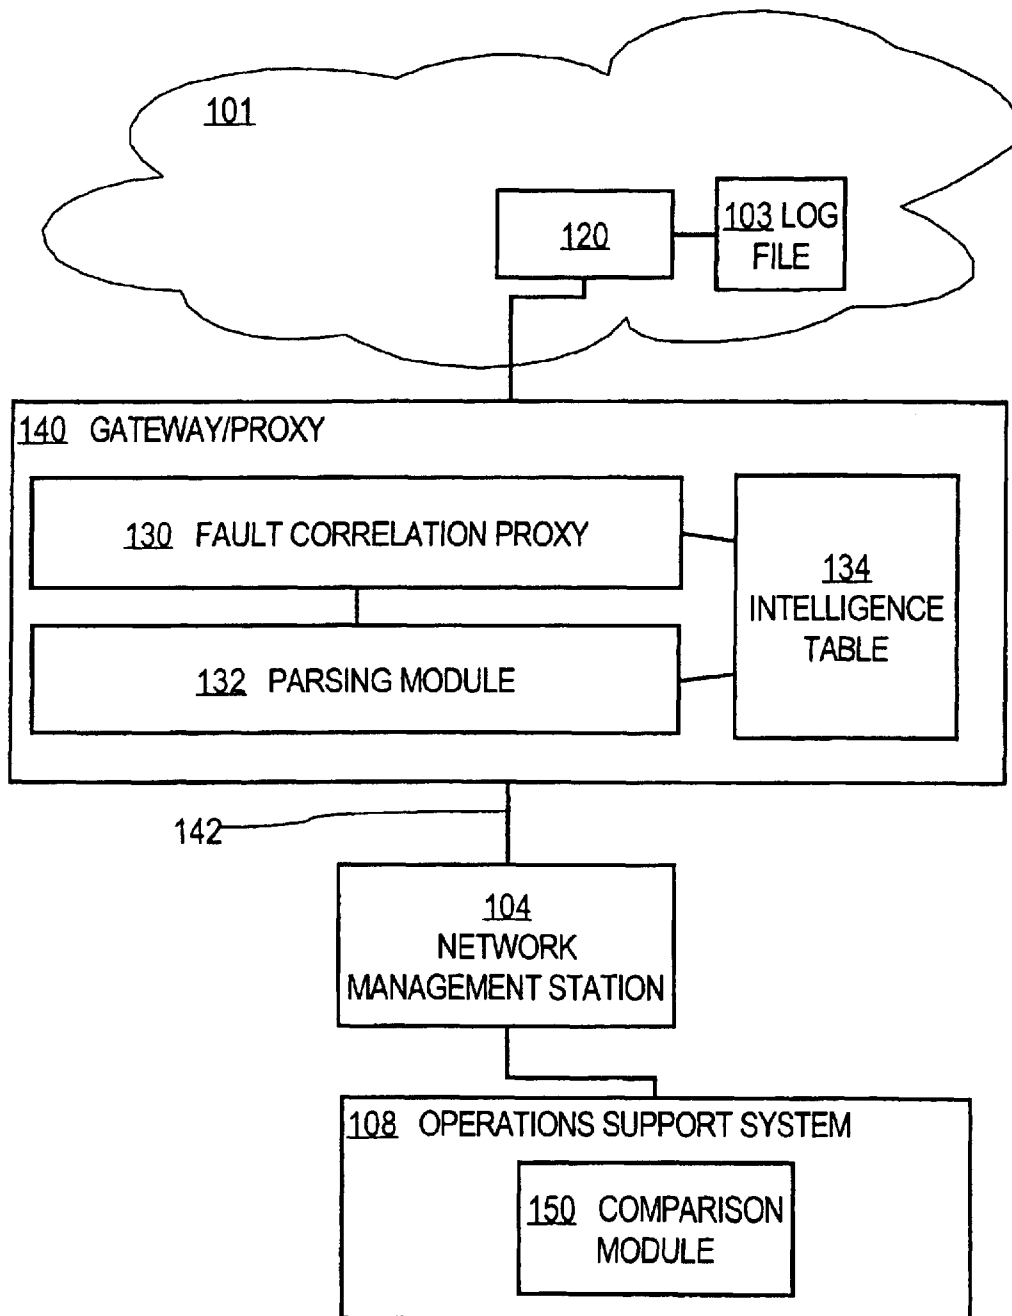 101
120
103 LOG
FILE
140 GATEWAY/PROXY
130 FAULT CORRELATION PROXY
134
INTELLIGENCE
TABLE
132 PARSING MODULE
142
104
NETWORK
MANAGEMENT STATION
108 OPERATIONS SUPPORT SYSTEM
150 COMPARISON
MODULE